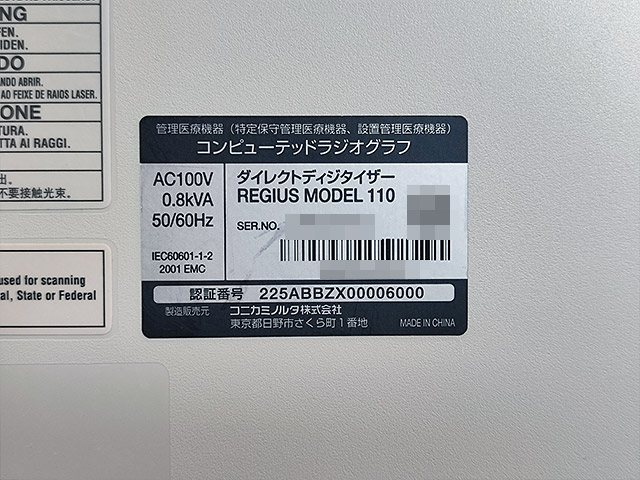 NG
FEN.
IDEN.
DO
ANDO ABRIR.
AO FEIXE DE RAIOS LASER.
IONE
TURA.
TTA AI RAGGI.
出。
不要接触光束。
used for scanning
al, State or Federal
管理医療機器（特定保守管理医療機器、設置管理医療機器）
コンピューテッドラジオグラフ
AC100V
0.8kVA
50/60Hz
IEC60601-1-2
2001 EMC
ダイレクトディジタイザー
REGIUS MODEL 110
SER.NO.
認証番号 225ABBZX00006000
製造販売元 コニカミノルタ株式会社
東京都日野市さくら町1番地
MADE IN CHINA